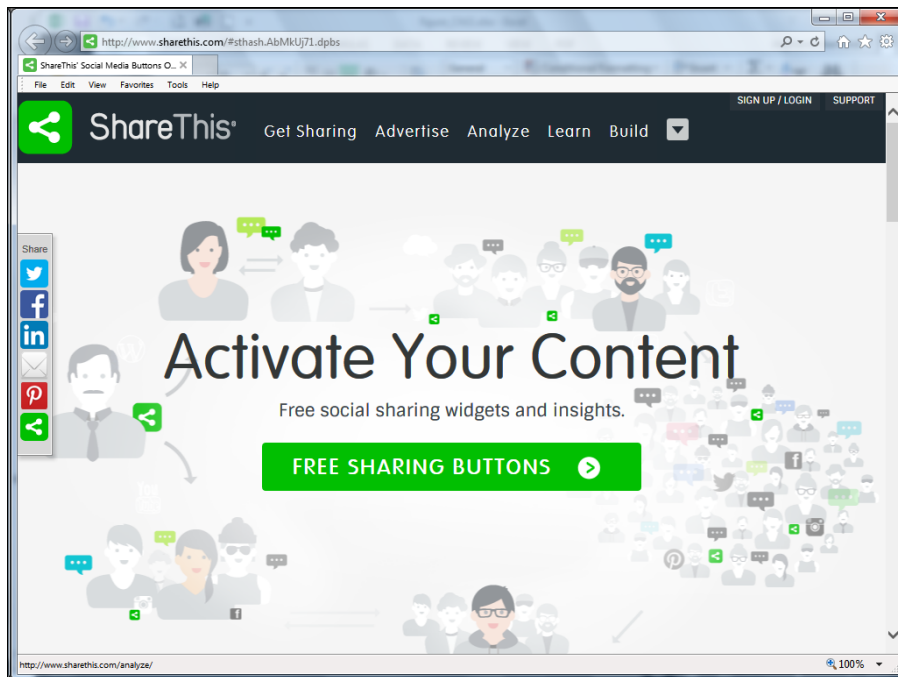 http://www.sharethis.com/#sthash.AbMkUj71.dpbs
ShareThis' Social Media Buttons O...
File Edit View Favorites Tools Help
SIGN UP / LOGIN SUPPORT
ShareThis
Get Sharing Advertise Analyze Learn Build
Share
in
Activate Your Content
Free social sharing widgets and insights.
FREE SHARING BUTTONS
http://www.sharethis.com/analyze/
100%